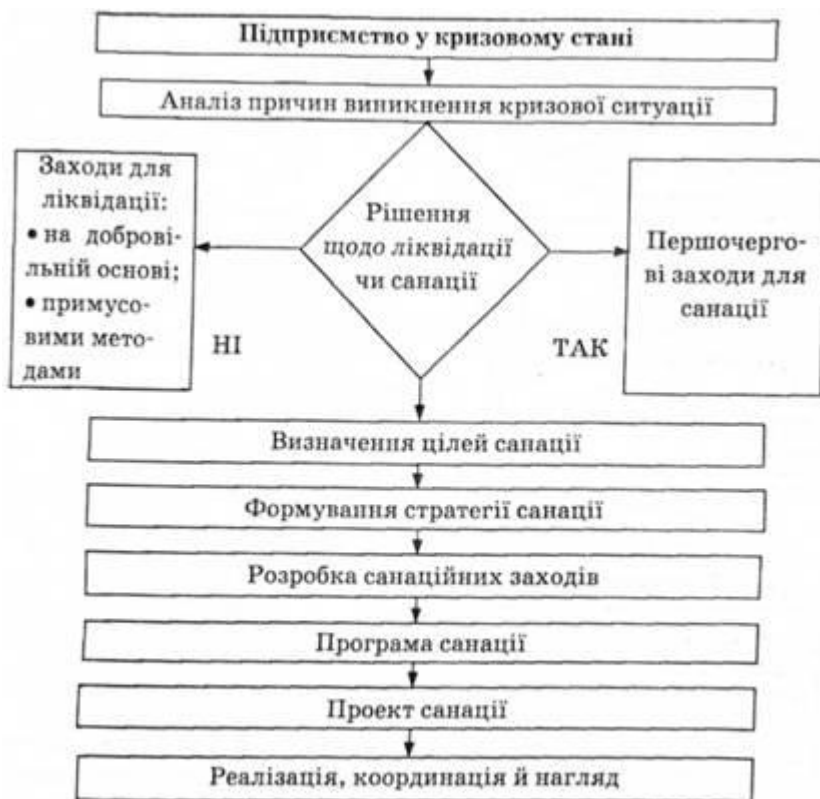 Підприємство у кризовому стані
Аналіз причин виникнення кризової ситуації
Заходи для
ліквідації:
• на доброві-
льній основі;
• примусо-
вими мето-
дами
НІ
Рішення
щодо ліквідації
чи санації
ТАК
Першочерго-
ві заходи для
санації
Визначення цілей санації
Формування стратегії санації
Розробка санаційних заходів
Програма санації
Проект санації
Реалізація, координація й нагляд